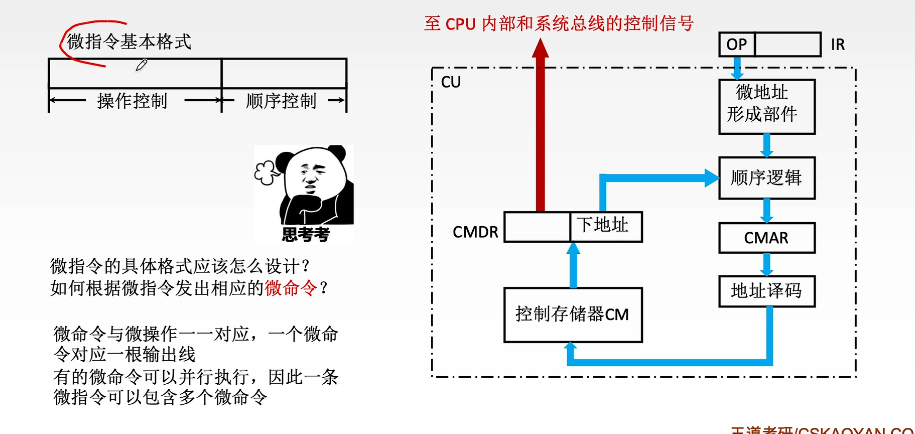 微指令基本格式
操作控制
顺序控制
思考考
微指令的具体格式应该怎么设计？
如何根据微指令发出相应的微命令？
微命令与微操作一一对应，一个微命
令对应一根输出线
有的微命令可以并行执行，因此一条
微指令可以包含多个微命令
至 CPU 内部和系统总线的控制信号
OP
IR
CU
微地址
形成部件
顺序逻辑
CMDR
下地址
CMAR
控制存储器CM
地址译码
王道考研/CSKAOYAN.CO